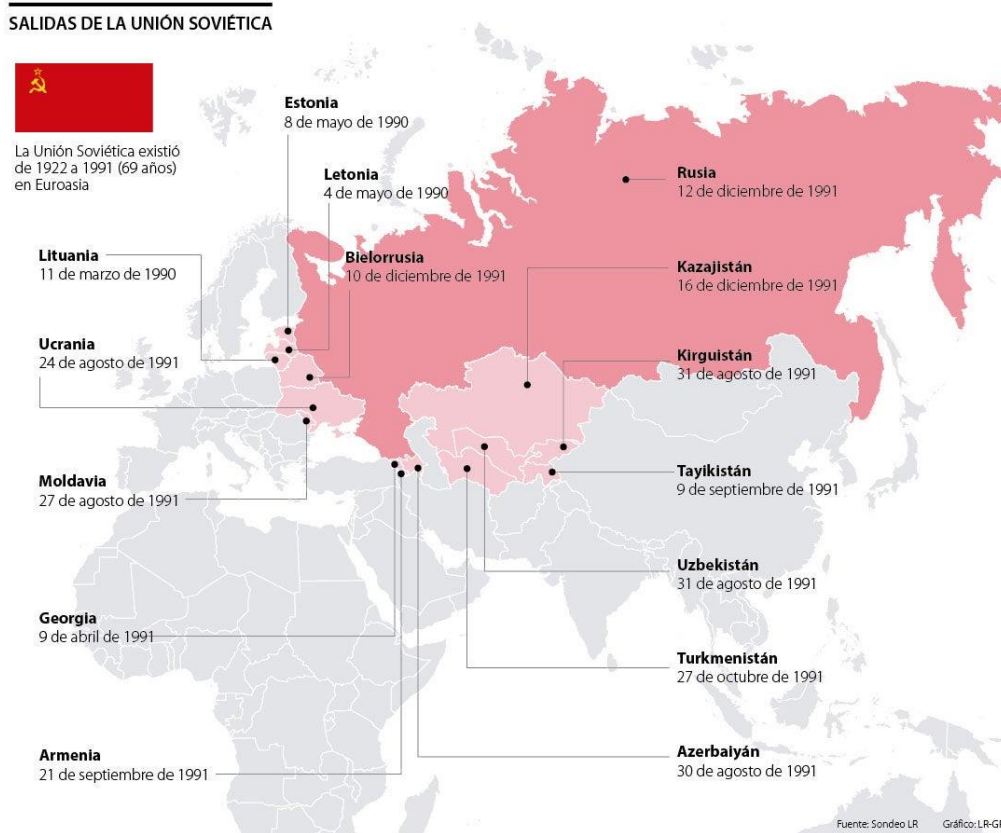 SALIDAS DE LA UNIÓN SOVIÉTICA
La Unión Soviética existió
de 1922 a 1991 (69 años)
en Euroasia
Estonia
8 de mayo de 1990
Letonia
4 de mayo de 1990
Lituania
11 de marzo de 1990
Bielorrusia
10 de diciembre de 1991
Ucrania
24 de agosto de 1991
Moldavia
27 de agosto de 1991
Georgia
9 de abril de 1991
Armenia
21 de septiembre de 1991
Rusia
12 de diciembre de 1991
Kazajistán
16 de diciembre de 1991
Kirguistán
31 de agosto de 1991
Tayikistán
9 de septiembre de 1991
Uzbekistán
31 de agosto de 1991
Turkmenistán
27 de octubre de 1991
Azerbaiyán
30 de agosto de 1991
Fuente: Sondeo LR Gráfico: